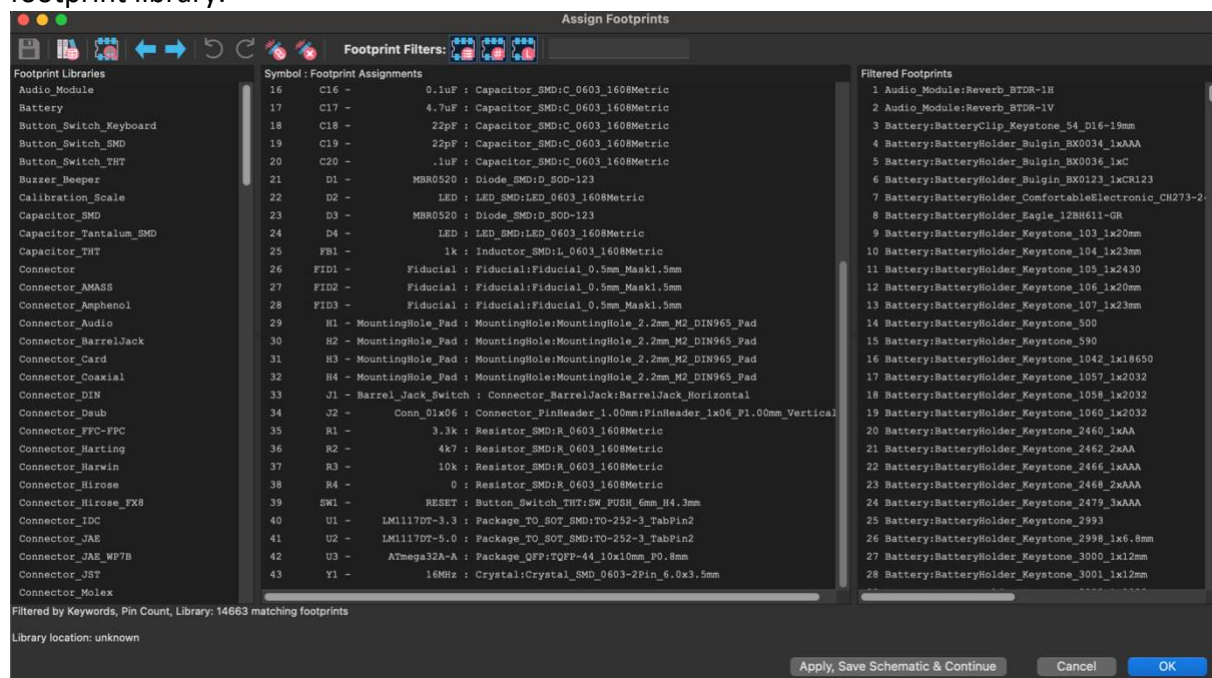 footprint library.
Assign Footprints
Footprint Filters:
Footprint Libraries
Audio_Module
Battery
Button_Switch_Keyboard
Button_Switch_SMD
Button_Switch_THT
Buzzer_Beeper
Calibration_Scale
Capacitor_SMD
Capacitor_Tantalum_SMD
Capacitor_THT
Connector
Connector_AMASS
Connector_Amphenol
Connector_Audio
Connector_BarrelJack
Connector_Card
Connector_Coaxial
Connector_DIN
Connector_Dsub
Connector_FFC-FPC
Connector_Harting
Connector_Harwin
Connector_Hirose
Connector_Hirose_FX8
Connector_IDC
Connector_JAE
Connector_JAE_WP7B
Connector_JST
Connector_Molex
Symbol : Footprint Assignments
16 C16 - 0.1uF : Capacitor_SMD:C_0603_1608Metric
17 C17 - 4.7uF : Capacitor_SMD:C_0603_1608Metric
18 C18 - 22pF : Capacitor_SMD:C_0603_1608Metric
19 C19 - 22pF : Capacitor_SMD:C_0603_1608Metric
20 C20 - .1uF : Capacitor_SMD:C_0603_1608Metric
21 D1 - MBR0520 : Diode_SMD:D_SOD-123
22 D2 - LED : LED_SMD:LED_0603_1608Metric
23 D3 - MBR0520 : Diode_SMD:D_SOD-123
24 D4 - LED : LED_SMD:LED_0603_1608Metric
25 FB1 - 1k : Inductor_SMD:L_0603_1608Metric
26 FID1 - Fiducial : Fiducial:Fiducial_0.5mm_Mask1.5mm
27 FID2 - Fiducial : Fiducial:Fiducial_0.5mm_Mask1.5mm
28 FID3 - Fiducial : Fiducial:Fiducial_0.5mm_Mask1.5mm
29 H1 - MountingHole_Pad : MountingHole:MountingHole_2.2mm_M2_DIN965_Pad
30 H2 - MountingHole_Pad : MountingHole:MountingHole_2.2mm_M2_DIN965_Pad
31 H3 - MountingHole_Pad : MountingHole:MountingHole_2.2mm_M2_DIN965_Pad
32 H4 - MountingHole_Pad : MountingHole:MountingHole_2.2mm_M2_DIN965_Pad
33 J1 - Barrel_Jack_Switch : Connector_BarrelJack:BarrelJack_Horizontal
34 J2 - Conn_01x06 : Connector_PinHeader_1.00mm:PinHeader_1x06_P1.00mm_Vertical
35 R1 - 3.3k : Resistor_SMD:R_0603_1608Metric
36 R2 - 4k7 : Resistor_SMD:R_0603_1608Metric
37 R3 - 10k : Resistor_SMD:R_0603_1608Metric
38 R4 - 0 : Resistor_SMD:R_0603_1608Metric
39 SW1 - RESET : Button_Switch_THT:SW_PUSH_6mm_H4.3mm
40 U1 - LM1117DT-3.3 : Package_TO_SOT_SMD:TO-252-3_TabPin2
41 U2 - LM1117DT-5.0 : Package_TO_SOT_SMD:TO-252-3_TabPin2
42 U3 - ATmega32A-A : Package_QFP:TQFP-44_10x10mm_P0.8mm
43 Y1 - 16MHz : Crystal:Crystal_SMD_0603-2Pin_6.0x3.5mm
Filtered Footprints
1 Audio_Module:Reverb_BTDR-1H
2 Audio_Module:Reverb_BTDR-1V
3 Battery:BatteryClip_Keystone_54_D16-19mm
4 Battery:BatteryHolder_Bulgin_BX0034_1xAAA
5 Battery:BatteryHolder_Bulgin_BX0036_1xC
6 Battery:BatteryHolder_Bulgin_BX0123_1xCR123
7 Battery:BatteryHolder_ComfortableElectronic_CH273-2
8 Battery:BatteryHolder_Eagle_12BH611-GR
9 Battery:BatteryHolder_Keystone_103_1x20mm
10 Battery:BatteryHolder_Keystone_104_1x23mm
11 Battery:BatteryHolder_Keystone_105_1x2430
12 Battery:BatteryHolder_Keystone_106_1x20mm
13 Battery:BatteryHolder_Keystone_107_1x23mm
14 Battery:BatteryHolder_Keystone_500
15 Battery:BatteryHolder_Keystone_590
16 Battery:BatteryHolder_Keystone_1042_1x18650
17 Battery:BatteryHolder_Keystone_1057_1x2032
18 Battery:BatteryHolder_Keystone_1058_1x2032
19 Battery:BatteryHolder_Keystone_1060_1x2032
20 Battery:BatteryHolder_Keystone_2460_1xAA
21 Battery:BatteryHolder_Keystone_2462_2xAA
22 Battery:BatteryHolder_Keystone_2466_1xAAA
23 Battery:BatteryHolder_Keystone_2468_2xAAA
24 Battery:BatteryHolder_Keystone_2479_3xAAA
25 Battery:BatteryHolder_Keystone_2993
26 Battery:BatteryHolder_Keystone_2998_1x6.8mm
27 Battery:BatteryHolder_Keystone_3000_1x12mm
28 Battery:BatteryHolder_Keystone_3001_1x12mm
Filtered by Keywords, Pin Count, Library: 14663 matching footprints
Library location: unknown
Apply, Save Schematic & Continue
Cancel
OK